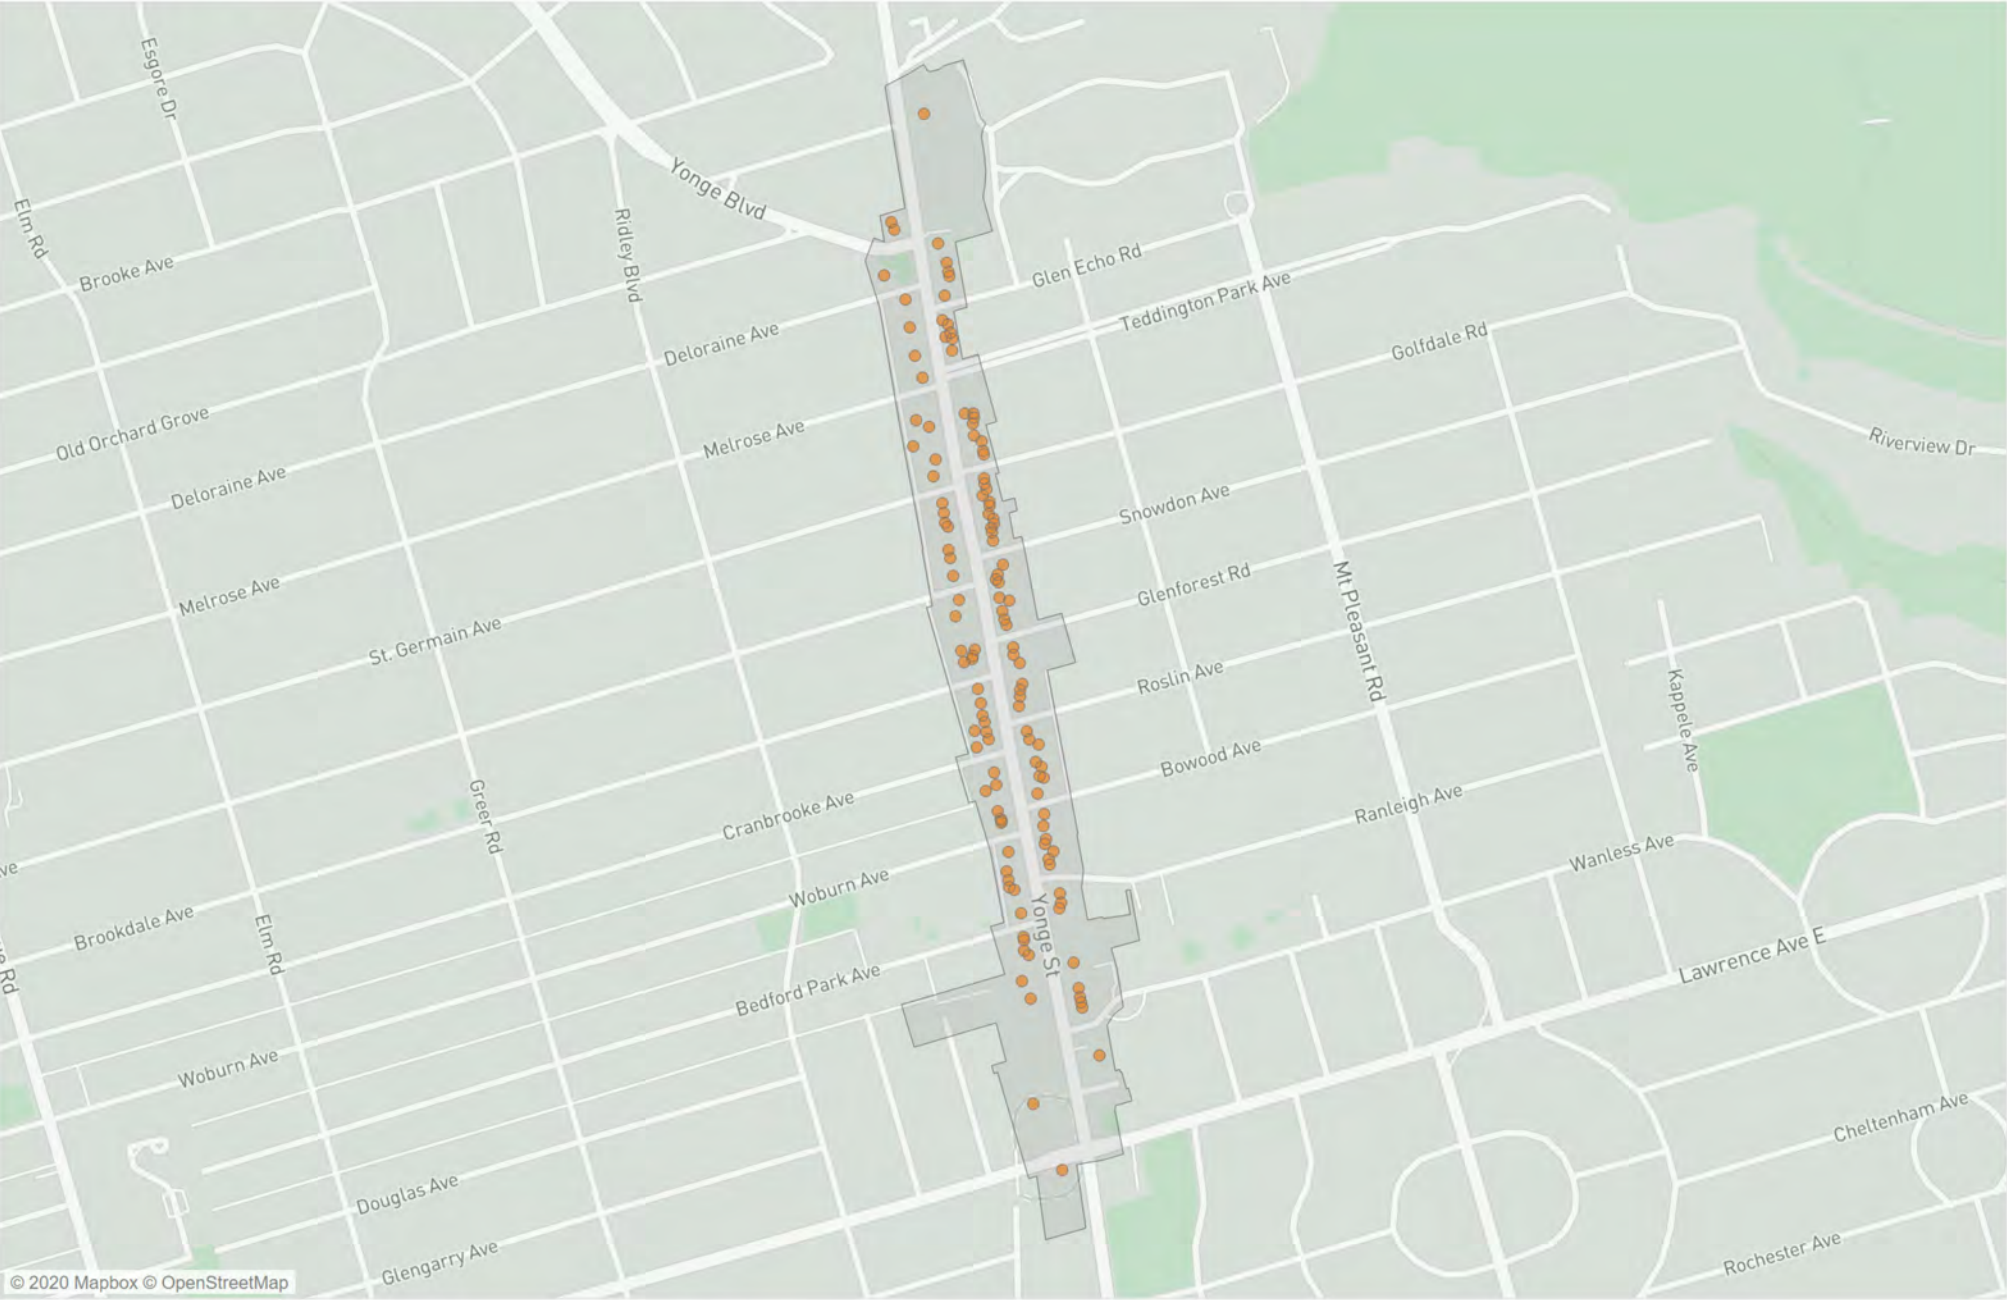 Esgore Dr
Yonge Blvd
Elm Rd
Ridley Blvd
Brooke Ave
Glen Echo Rd
Teddington Park Ave
Deloraine Ave
Golfdale Rd
Old Orchard Grove
Melrose Ave
Riverview Dr
Deloraine Ave
Snowdon Ave
Melrose Ave
Glenforest Rd
Mt Pleasant Rd
St. Germain Ave
Roslin Ave
Kappele Ave
Bowood Ave
Greer Rd
Cranbrooke Ave
Ranleigh Ave
Wanless Ave
ve
Woburn Ave
Brookdale Ave
Elm Rd
Yonge St
Lawrence Ave E
Rd
Bedford Park Ave
Woburn Ave
Cheltenham Ave
Douglas Ave
Glengarry Ave
Rochester Ave
© 2020 Mapbox © OpenStreetMap